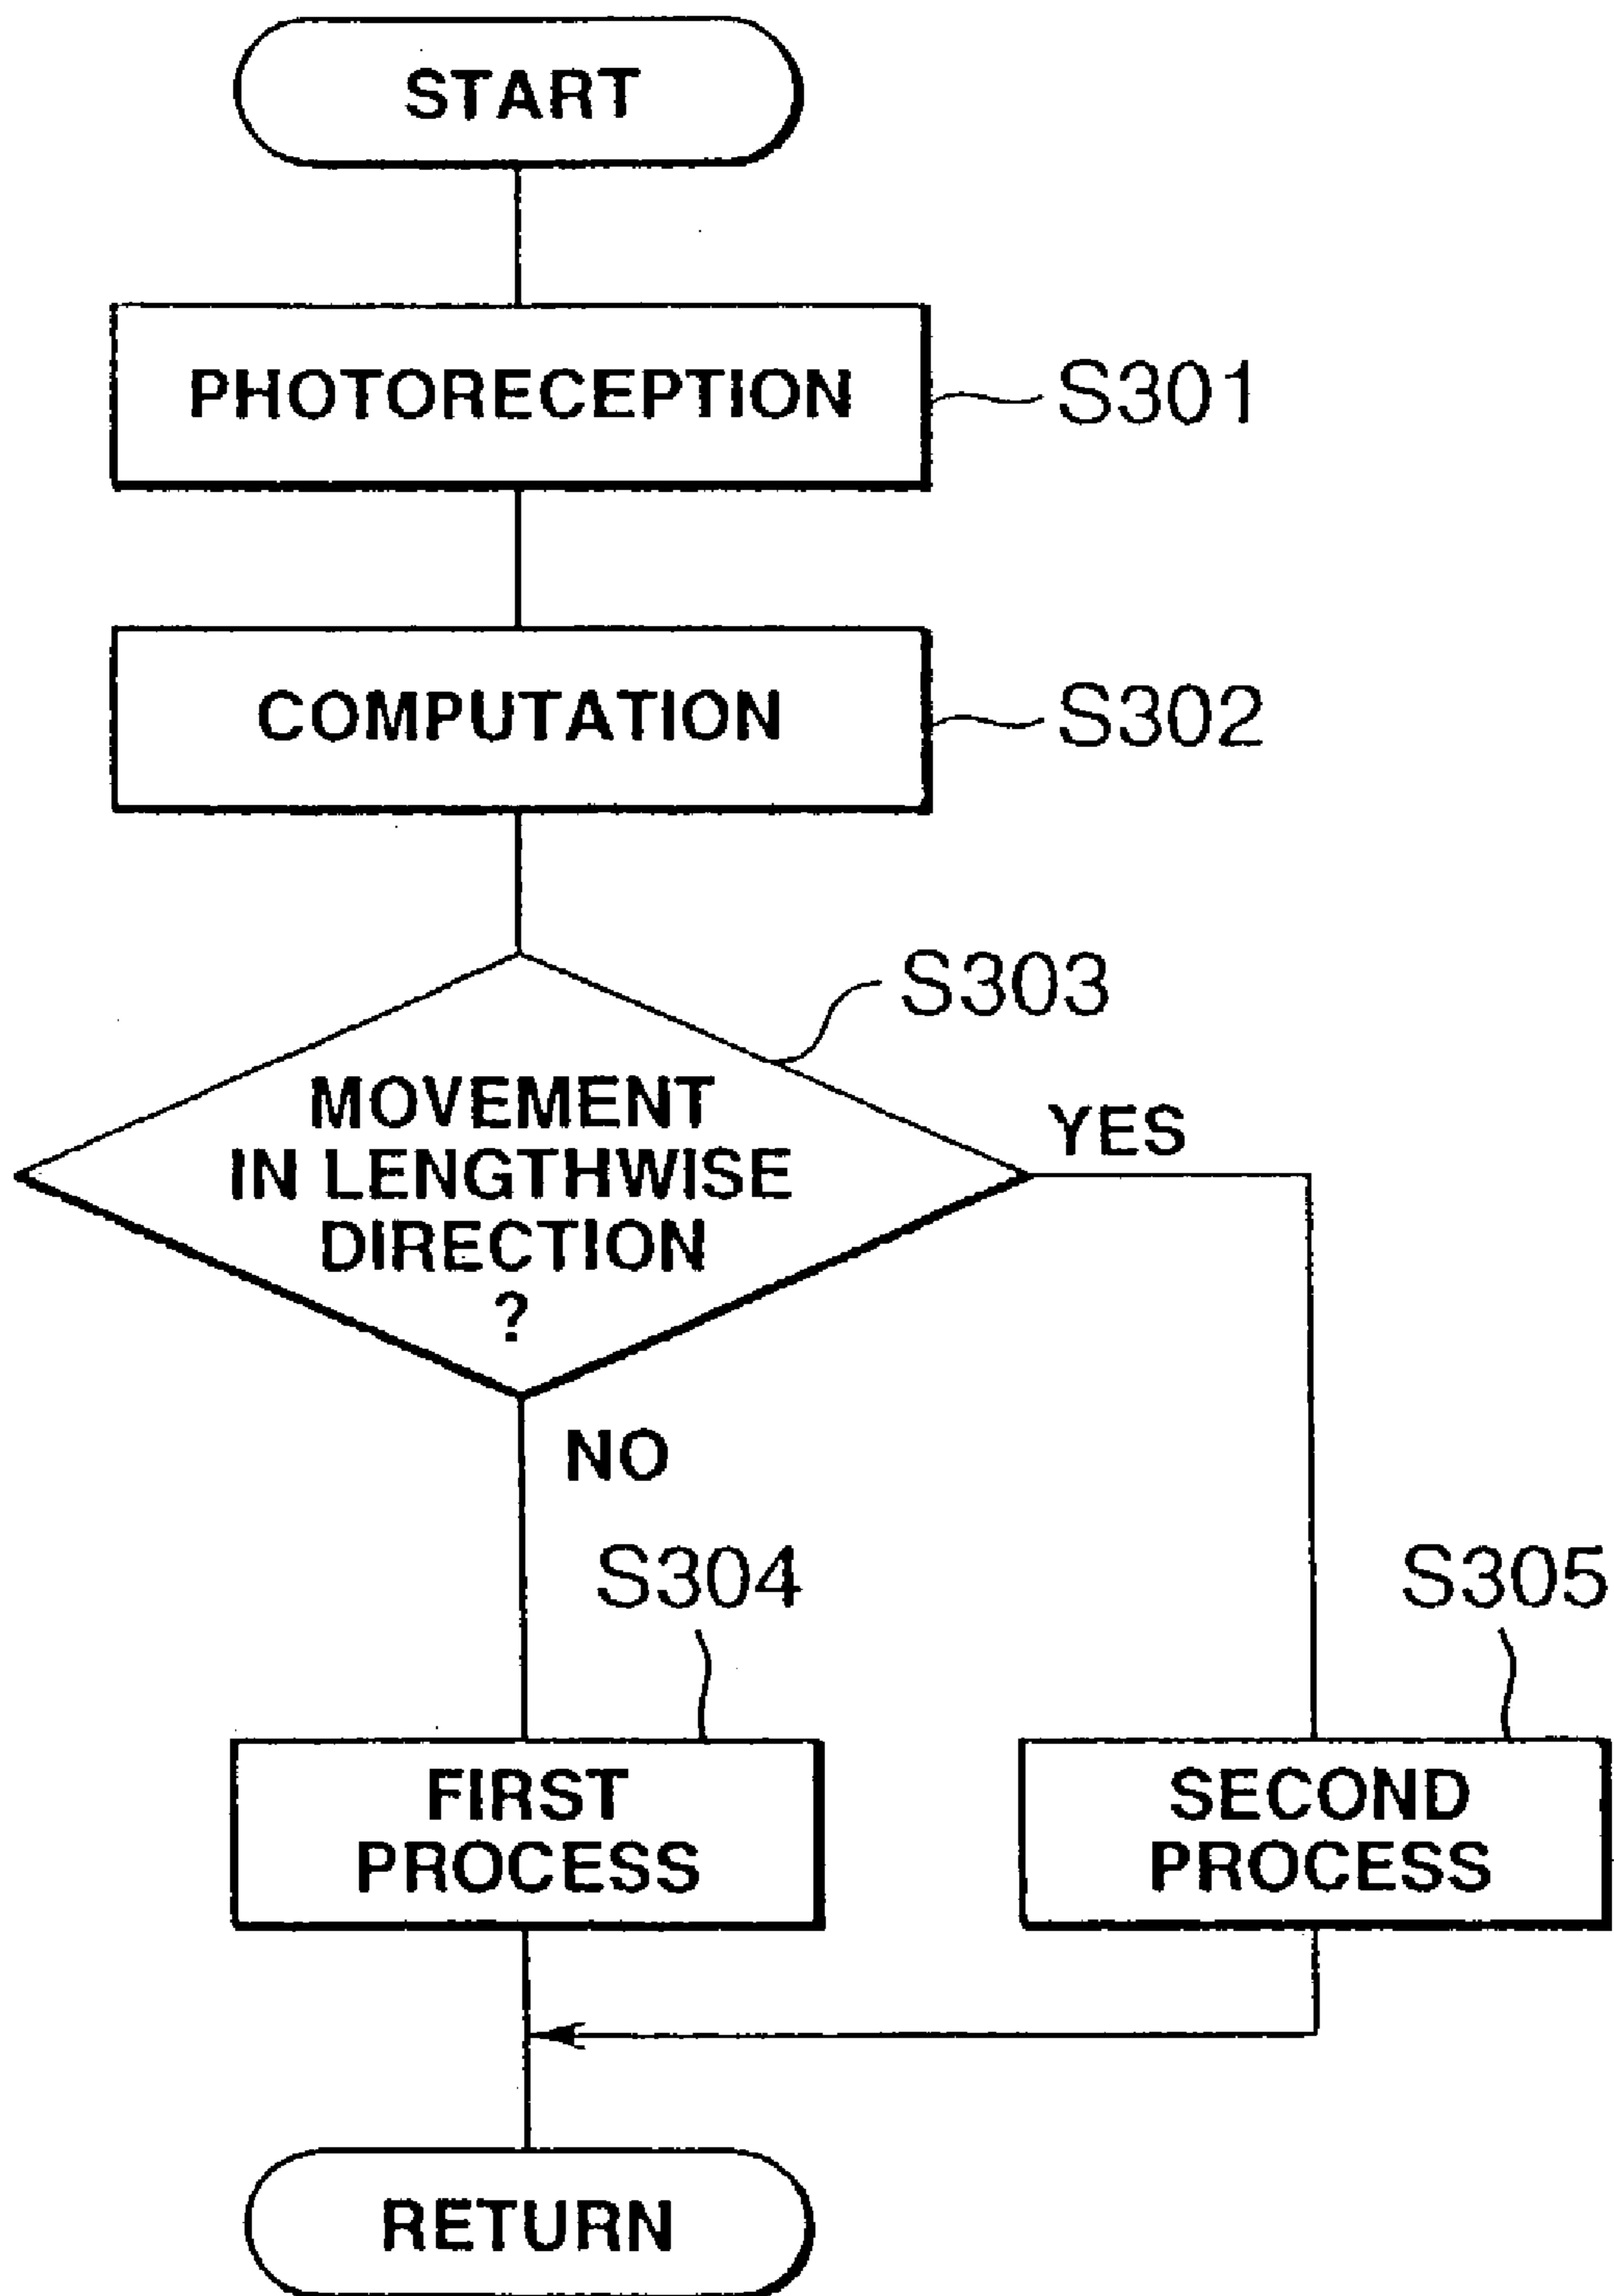 START
PHOTORECEPTION
S301
COMPUTATION
S302
S303
MOVEMENT
IN LENGTHWISE
DIRECTION
?
YES
NO
S304
S305
FIRST
PROCESS
SECOND
PROCESS
RETURN